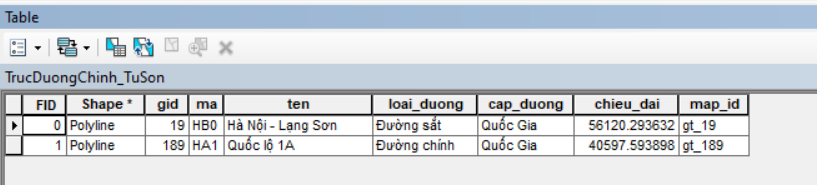 Table
TrucDuongChinh_TuSon
FID Shape * gid ma ten loai_duong cap_duong chieu_dai map_id
0 Polyline 19 HB0 Hà Nội - Lạng Sơn Đường sắt Quốc Gia 56120.293632 gt_19
1 Polyline 189 HA1 Quốc lộ 1A Đường chính Quốc Gia 40597.593898 gt_189